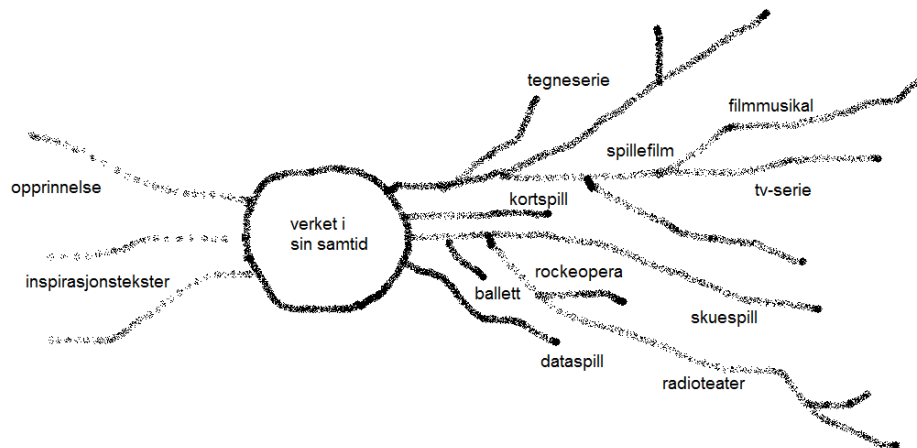 tegneserie
filmmusikal
spillefilm
opprinnelse
tv-serie
kortspill
verket i
sin samtid
rockeopera
inspirasjonstekster
ballett
skuespill
dataspill
radioteater